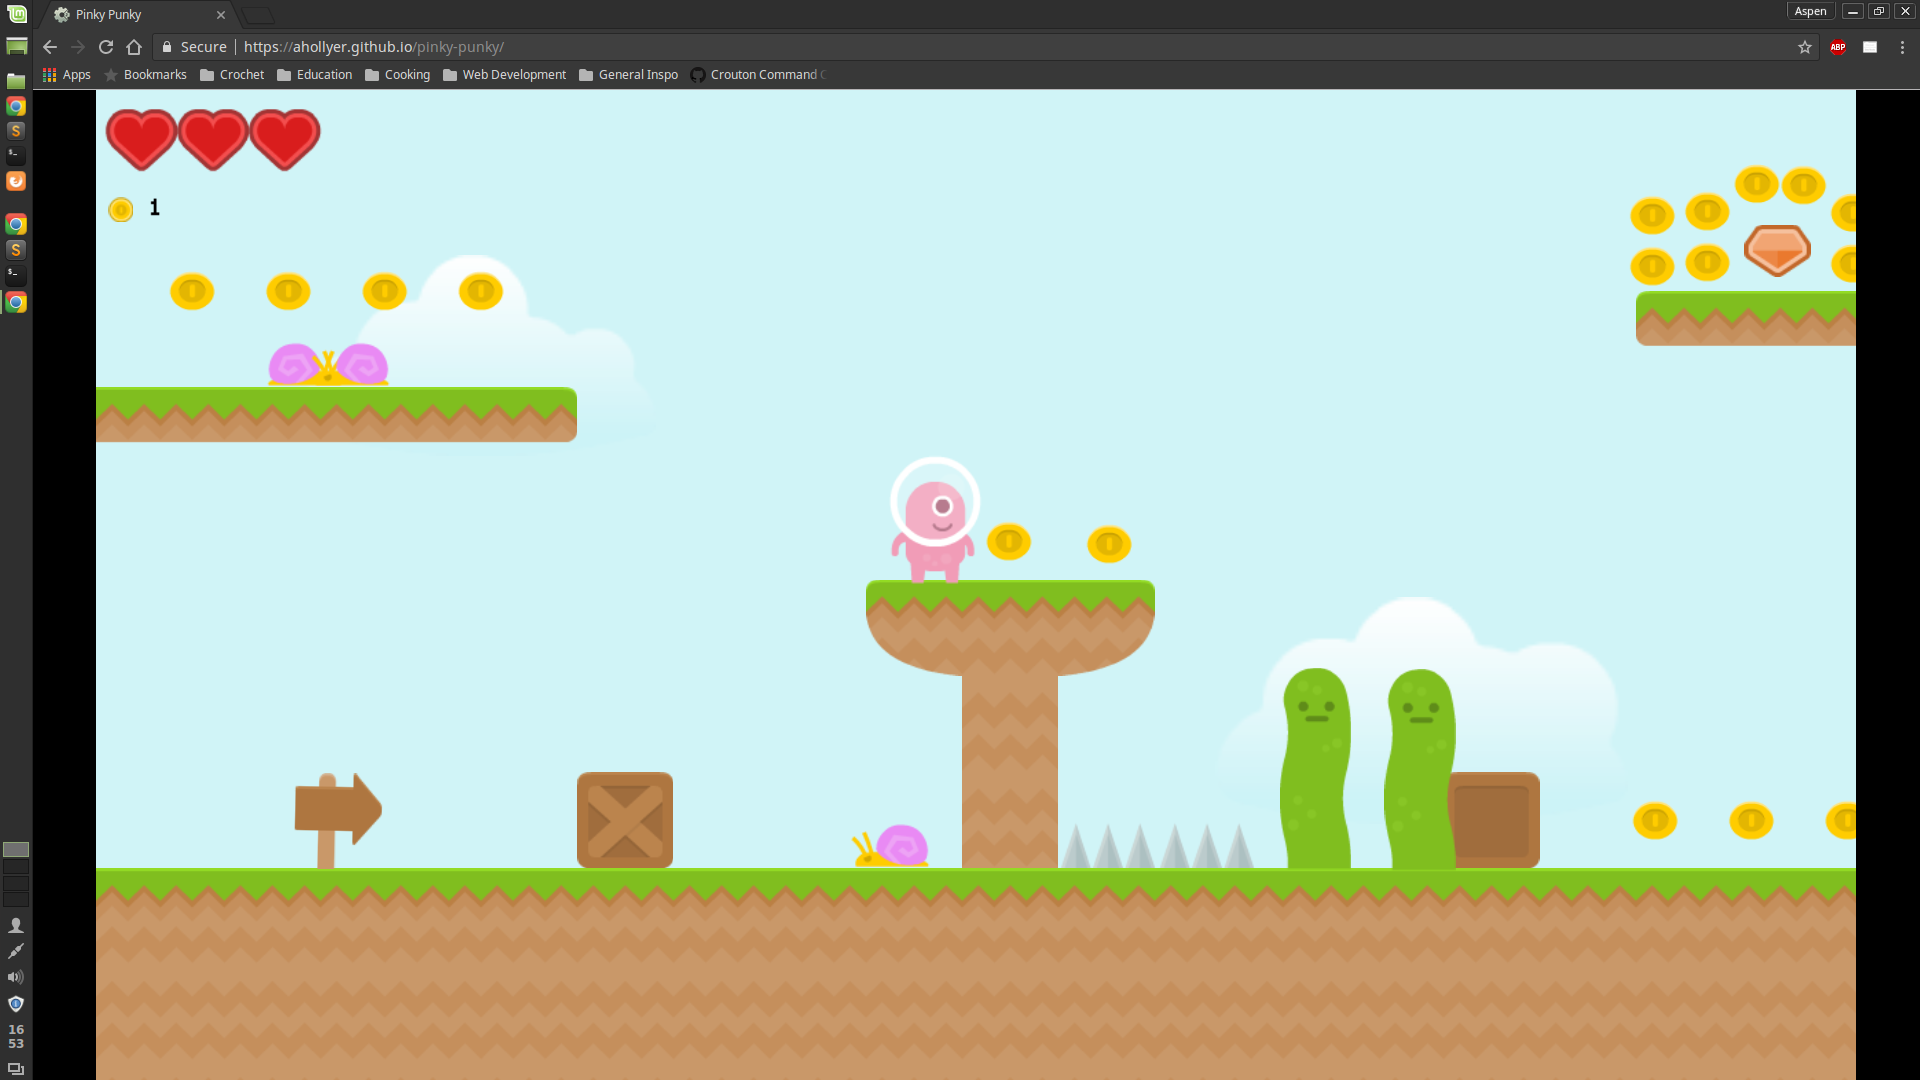 Pinky Punky
Aspen
Secure
https://ahollyer.github.io/pinky-punky/
ABP
Apps
Bookmarks
Crochet
Education
Cooking
Web Development
General Inspo
Crouton Command C
1
16
53